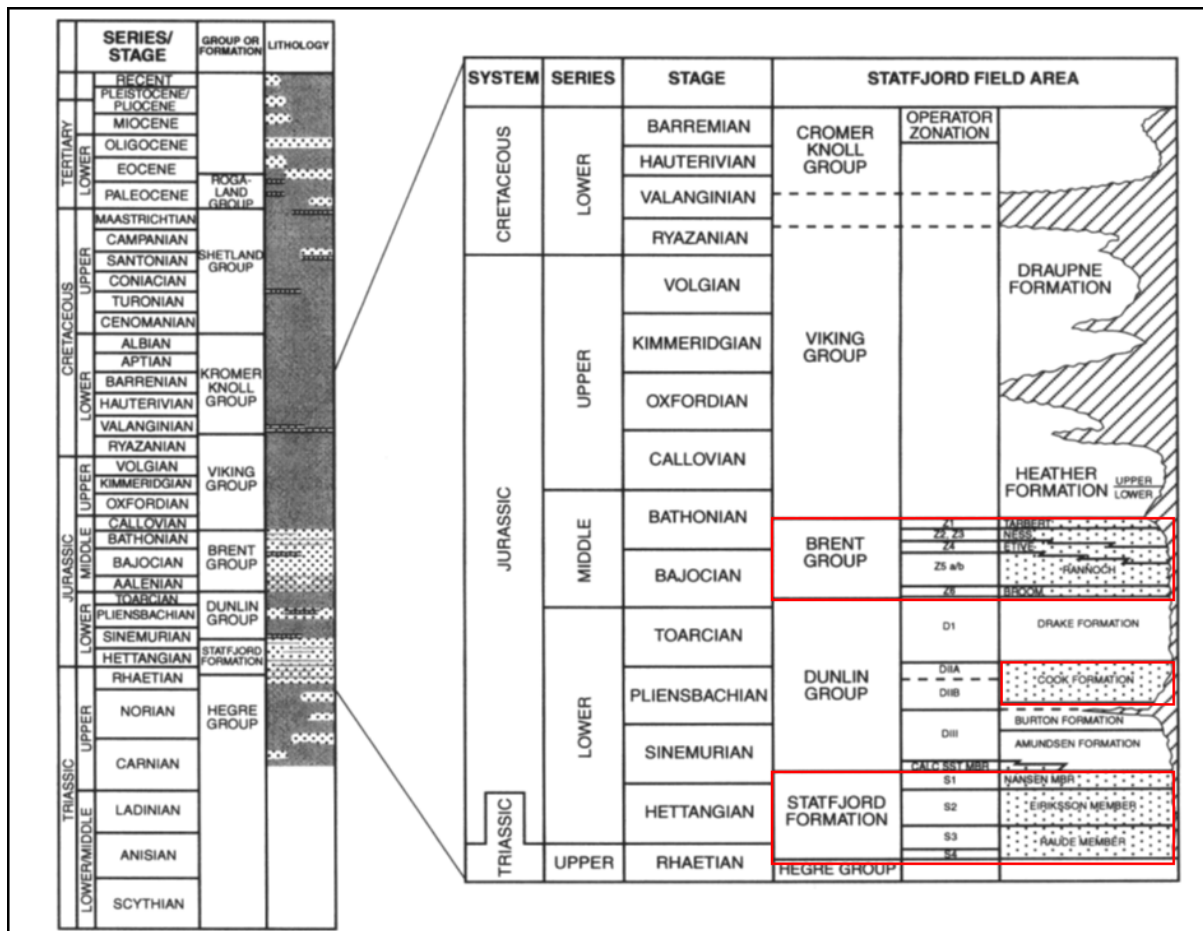 SERIES/
STAGE
GROUP OR
FORMATION
LITHOLOGY
TERTIARY
LOWER
RECENT
PLEISTOCENE/
PLIOCENE
MIOCENE
OLIGOCENE
EOCENE
PALEOCENE
ROGA-
LAND
GROUP
CRETACEOUS
UPPER
MAASTRICHTIAN
CAMPANIAN
SANTONIAN
CONIACIAN
TURONIAN
CENOMANIAN
SHETLAND
GROUP
LOWER
ALBIAN
APTIAN
BARRENIAN
HAUTERIVIAN
VALANGINIAN
RYAZANIAN
KROMER
KNOLL
GROUP
JURASSIC
UPPER
VOLGIAN
KIMMERIDGIAN
OXFORDIAN
CALLOVIAN
VIKING
GROUP
MIDDLE
BATHONIAN
BAJOCIAN
AALENIAN
BRENT
GROUP
LOWER
TOARCIAN
PLIENSBACHIAN
SINEMURIAN
HETTANGIAN
DUNLIN
GROUP
STATFJORD
FORMATION
TRIASSIC
UPPER
RHAETIAN
NORIAN
CARNIAN
HEGRE
GROUP
LOWER/MIDDLE
LADINIAN
ANISIAN
SCYTHIAN
SYSTEM
SERIES
STAGE
STATFJORD FIELD AREA
CRETACEOUS
LOWER
BARREMIAN
HAUTERIVIAN
VALANGINIAN
RYAZANIAN
CROMER
KNOLL
GROUP
OPERATOR
ZONATION
JURASSIC
UPPER
VOLGIAN
KIMMERIDGIAN
OXFORDIAN
CALLOVIAN
VIKING
GROUP
DRAUPNE
FORMATION
HEATHER
FORMATION
UPPER
LOWER
MIDDLE
BATHONIAN
BAJOCIAN
BRENT
GROUP
Z1 TARBERT
Z2, Z3 NESS
Z4 ETIVE
Z5 a/b RANNOCH
Z6 BROOM
LOWER
TOARCIAN
PLIENSBACHIAN
SINEMURIAN
HETTANGIAN
DUNLIN
GROUP
D1 DRAKE FORMATION
DIIA
COOK FORMATION
DIIB
BURTON FORMATION
DIII
AMUNDSEN FORMATION
CALC SST MBR
STATFJORD
FORMATION
S1 NANSEN MBR
S2 EIRIKSSON MEMBER
S3 RAUDE MEMBER
S4
TRIASSIC
UPPER
RHAETIAN
HEGRE GROUP